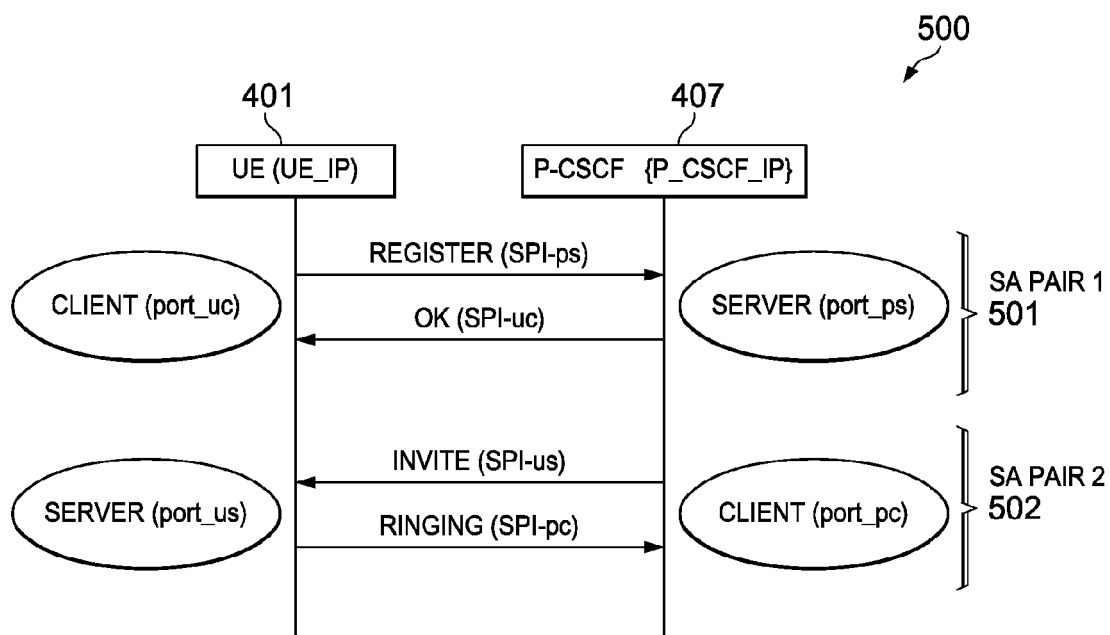 500
401
407
UE (UE_IP)
P-CSCF {P_CSCF_IP}
REGISTER (SPI-ps)
CLIENT (port_uc)
SERVER (port_ps)
OK (SPI-uc)
SA PAIR 1
501
INVITE (SPI-us)
SERVER (port_us)
CLIENT (port_pc)
RINGING (SPI-pc)
SA PAIR 2
502